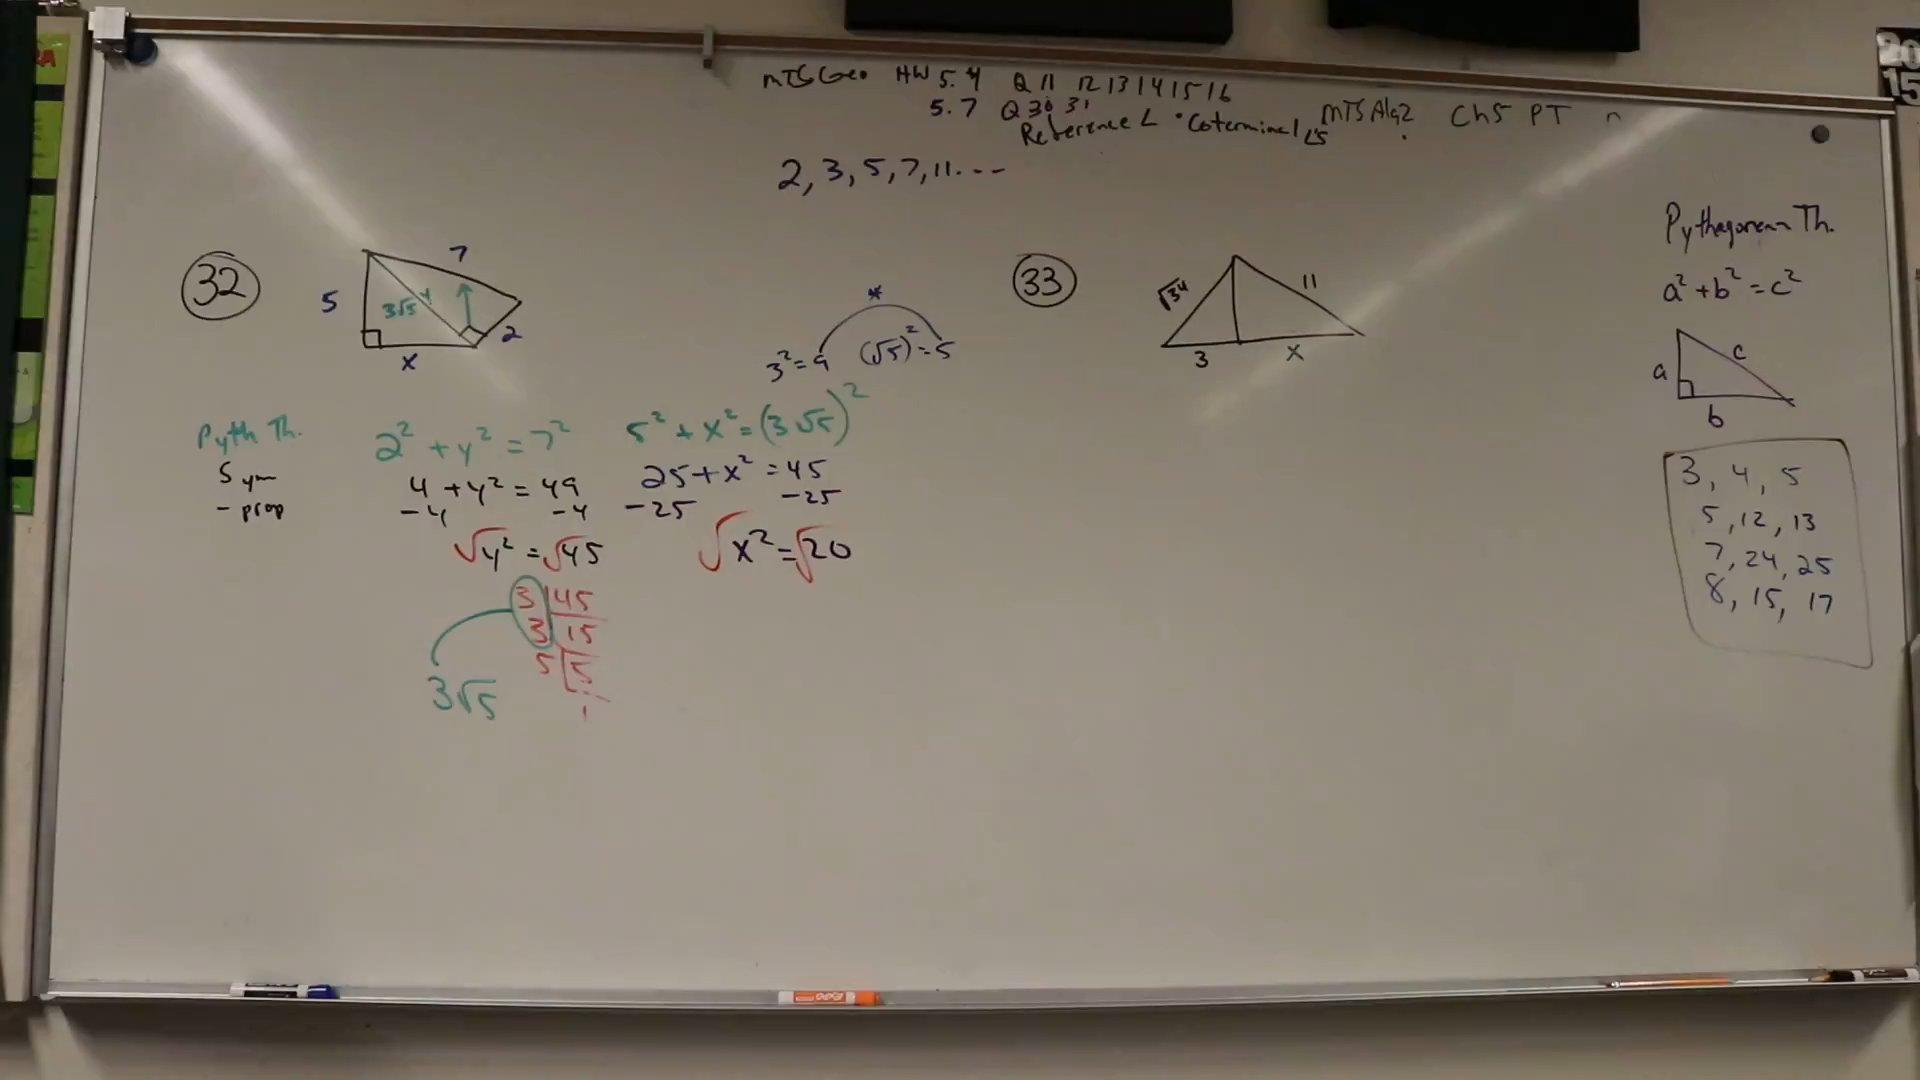 MTS Geo HW 5.4 Q 11 12 13 14 15 16
5.7 Q 30 31
Reference ∠ • Coterminal ∠s
MTS Alg2 Ch5 PT
2, 3, 5, 7, 11...
20
15
32
7
5
3√5
y
2
x
*
3² = 9 (√5)² = 5
Pyth Th.
Sym
- prop
2² + y² = 7²
4 + y² = 49
-4 -4
√y² = √45
3 | 45
3 | 15
5 | 5
1
3√5
5² + x² = (3√5)²
25 + x² = 45
-25 -25
√x² = √20
33
√34
11
3
x
Pythagorean Th.
a² + b² = c²
a
c
b
3, 4, 5
5, 12, 13
7, 24, 25
8, 15, 17
EXPO